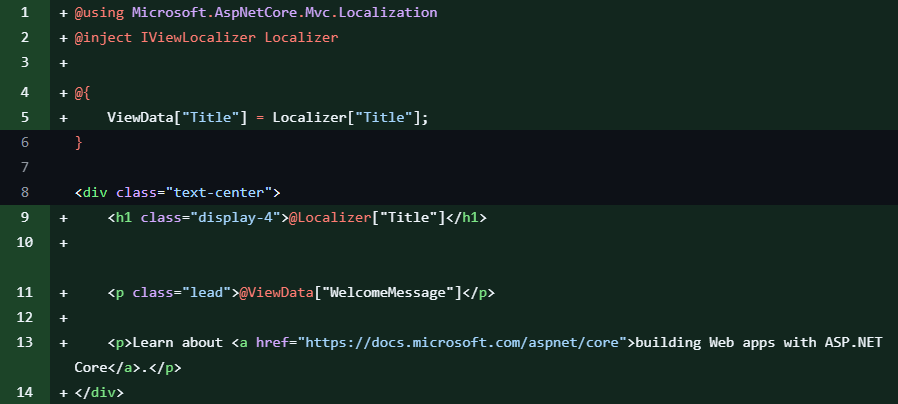 1 + @using Microsoft.AspNetCore.Mvc.Localization
2 + @inject IViewLocalizer Localizer
3 +
4 + @{
5 +     ViewData["Title"] = Localizer["Title"];
6 }
7
8 <div class="text-center">
9 +     <h1 class="display-4">@Localizer["Title"]</h1>
10 +
11 +     <p class="lead">@ViewData["WelcomeMessage"]</p>
12 +
13 +     <p>Learn about <a href="https://docs.microsoft.com/aspnet/core">building Web apps with ASP.NET
Core</a>.</p>
14 + </div>